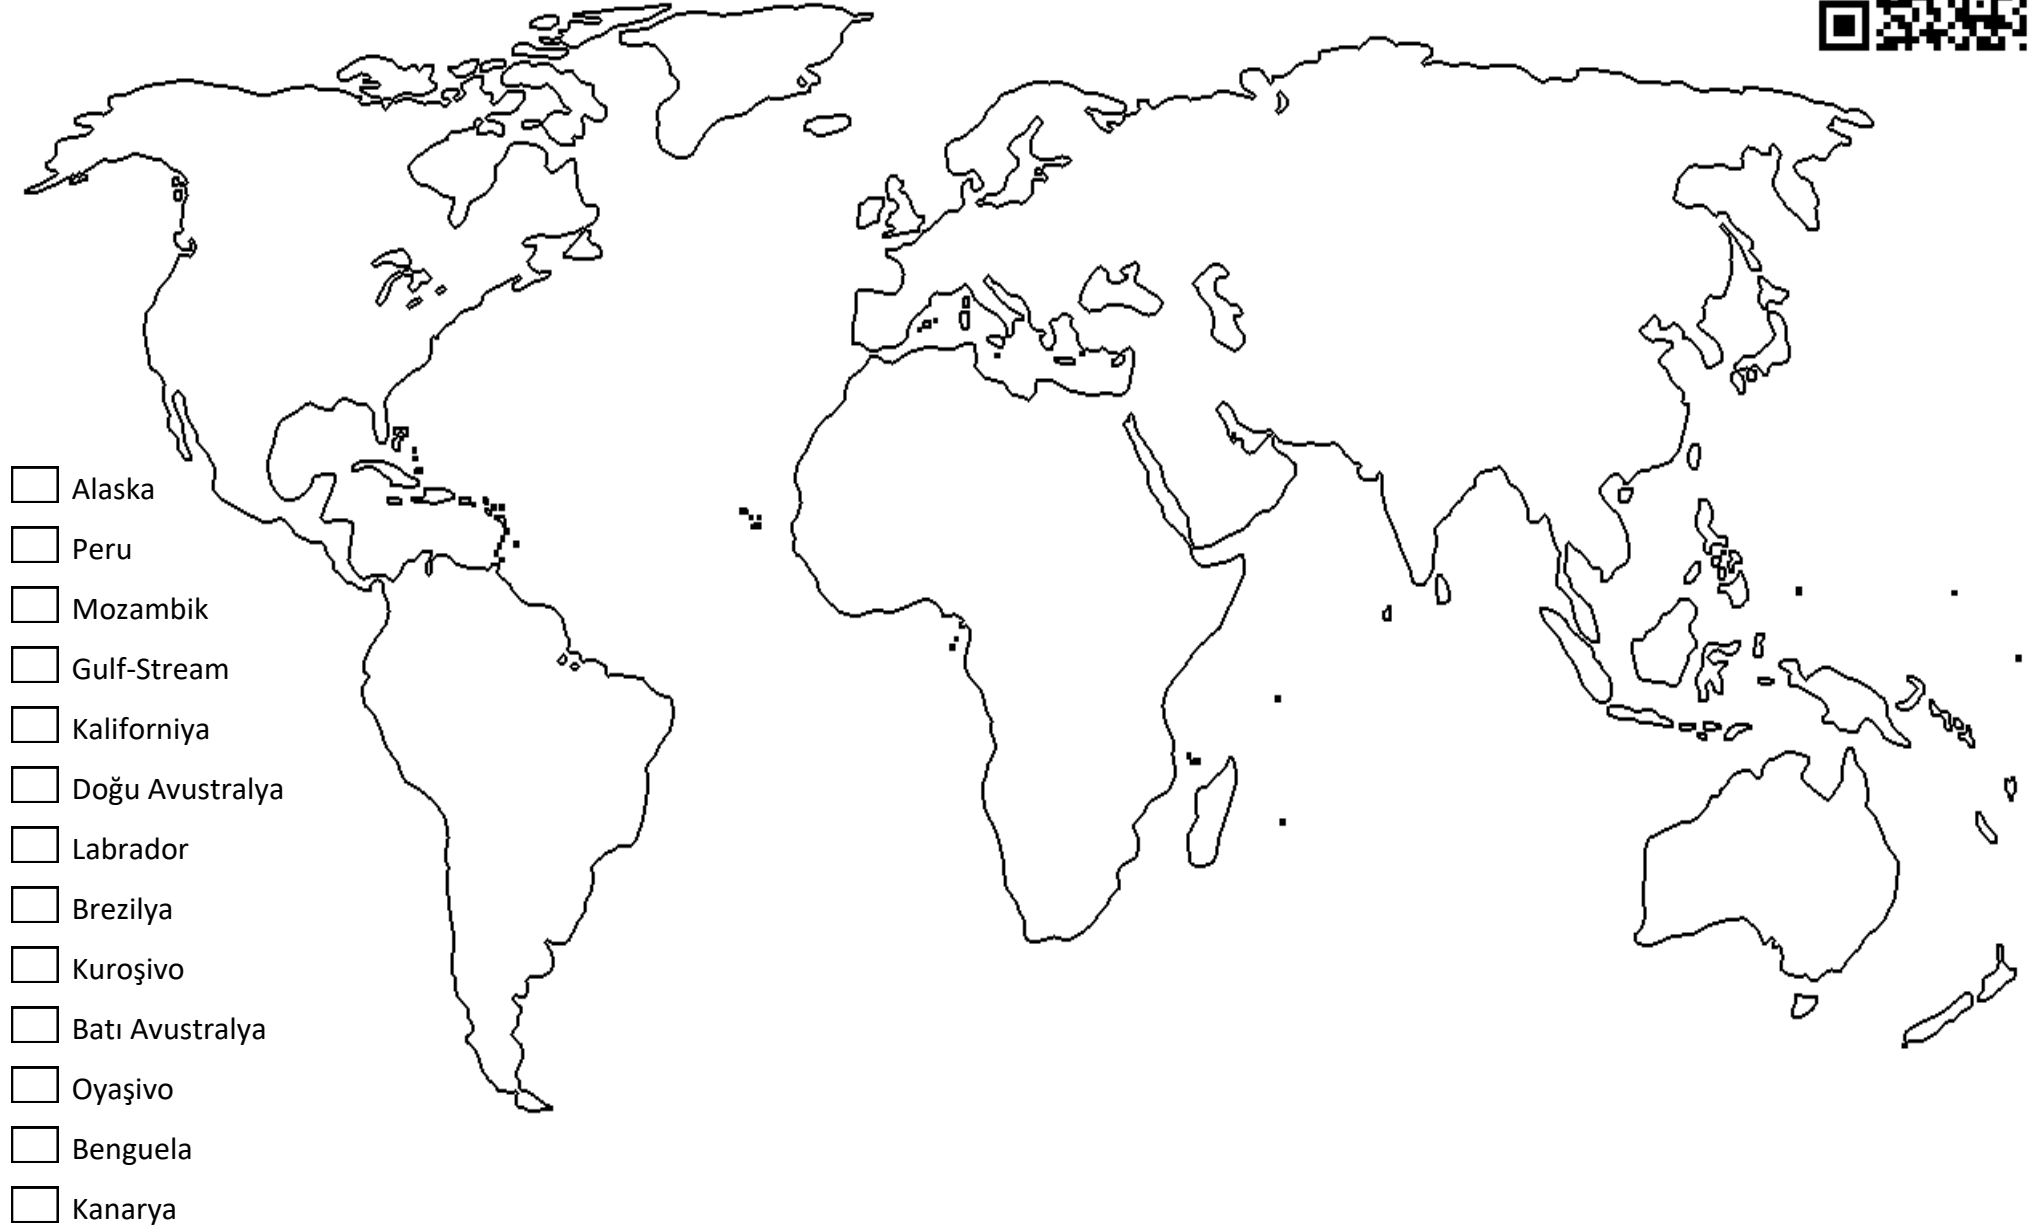 Alaska
Peru
Mozambik
Gulf-Stream
Kaliforniya
Doğu Avustralya
Labrador
Brezilya
Kuroşivo
Batı Avustralya
Oyaşivo
Benguela
Kanarya